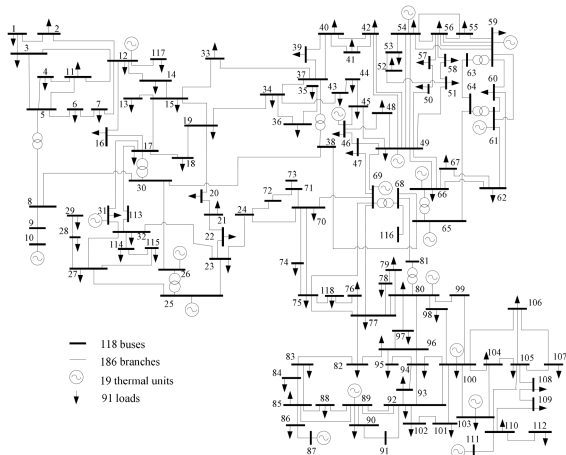 1 2 3 4 11 5 6 7 12 117 14 13 15 16 17 18 19 30
33 34 36 35 37 39 40 41 42 43 44 45 46 47 48 38
54 53 52 56 55 57 58 50 51 59 63 60 64 61 49 67 66 62 65
8 9 10 29 28 27 31 113 32 114 115 26 25
20 21 22 23 24 72 73 71 70 74 75 118 76 77
69 68 116 79 78 81 80 99 98 97 96
106
118 buses
186 branches
19 thermal units
91 loads
83 84 85 86 87 88 82 89 90 91 92 95 94 93 102 101
100 104 103 105 107 108 109 110 111 112